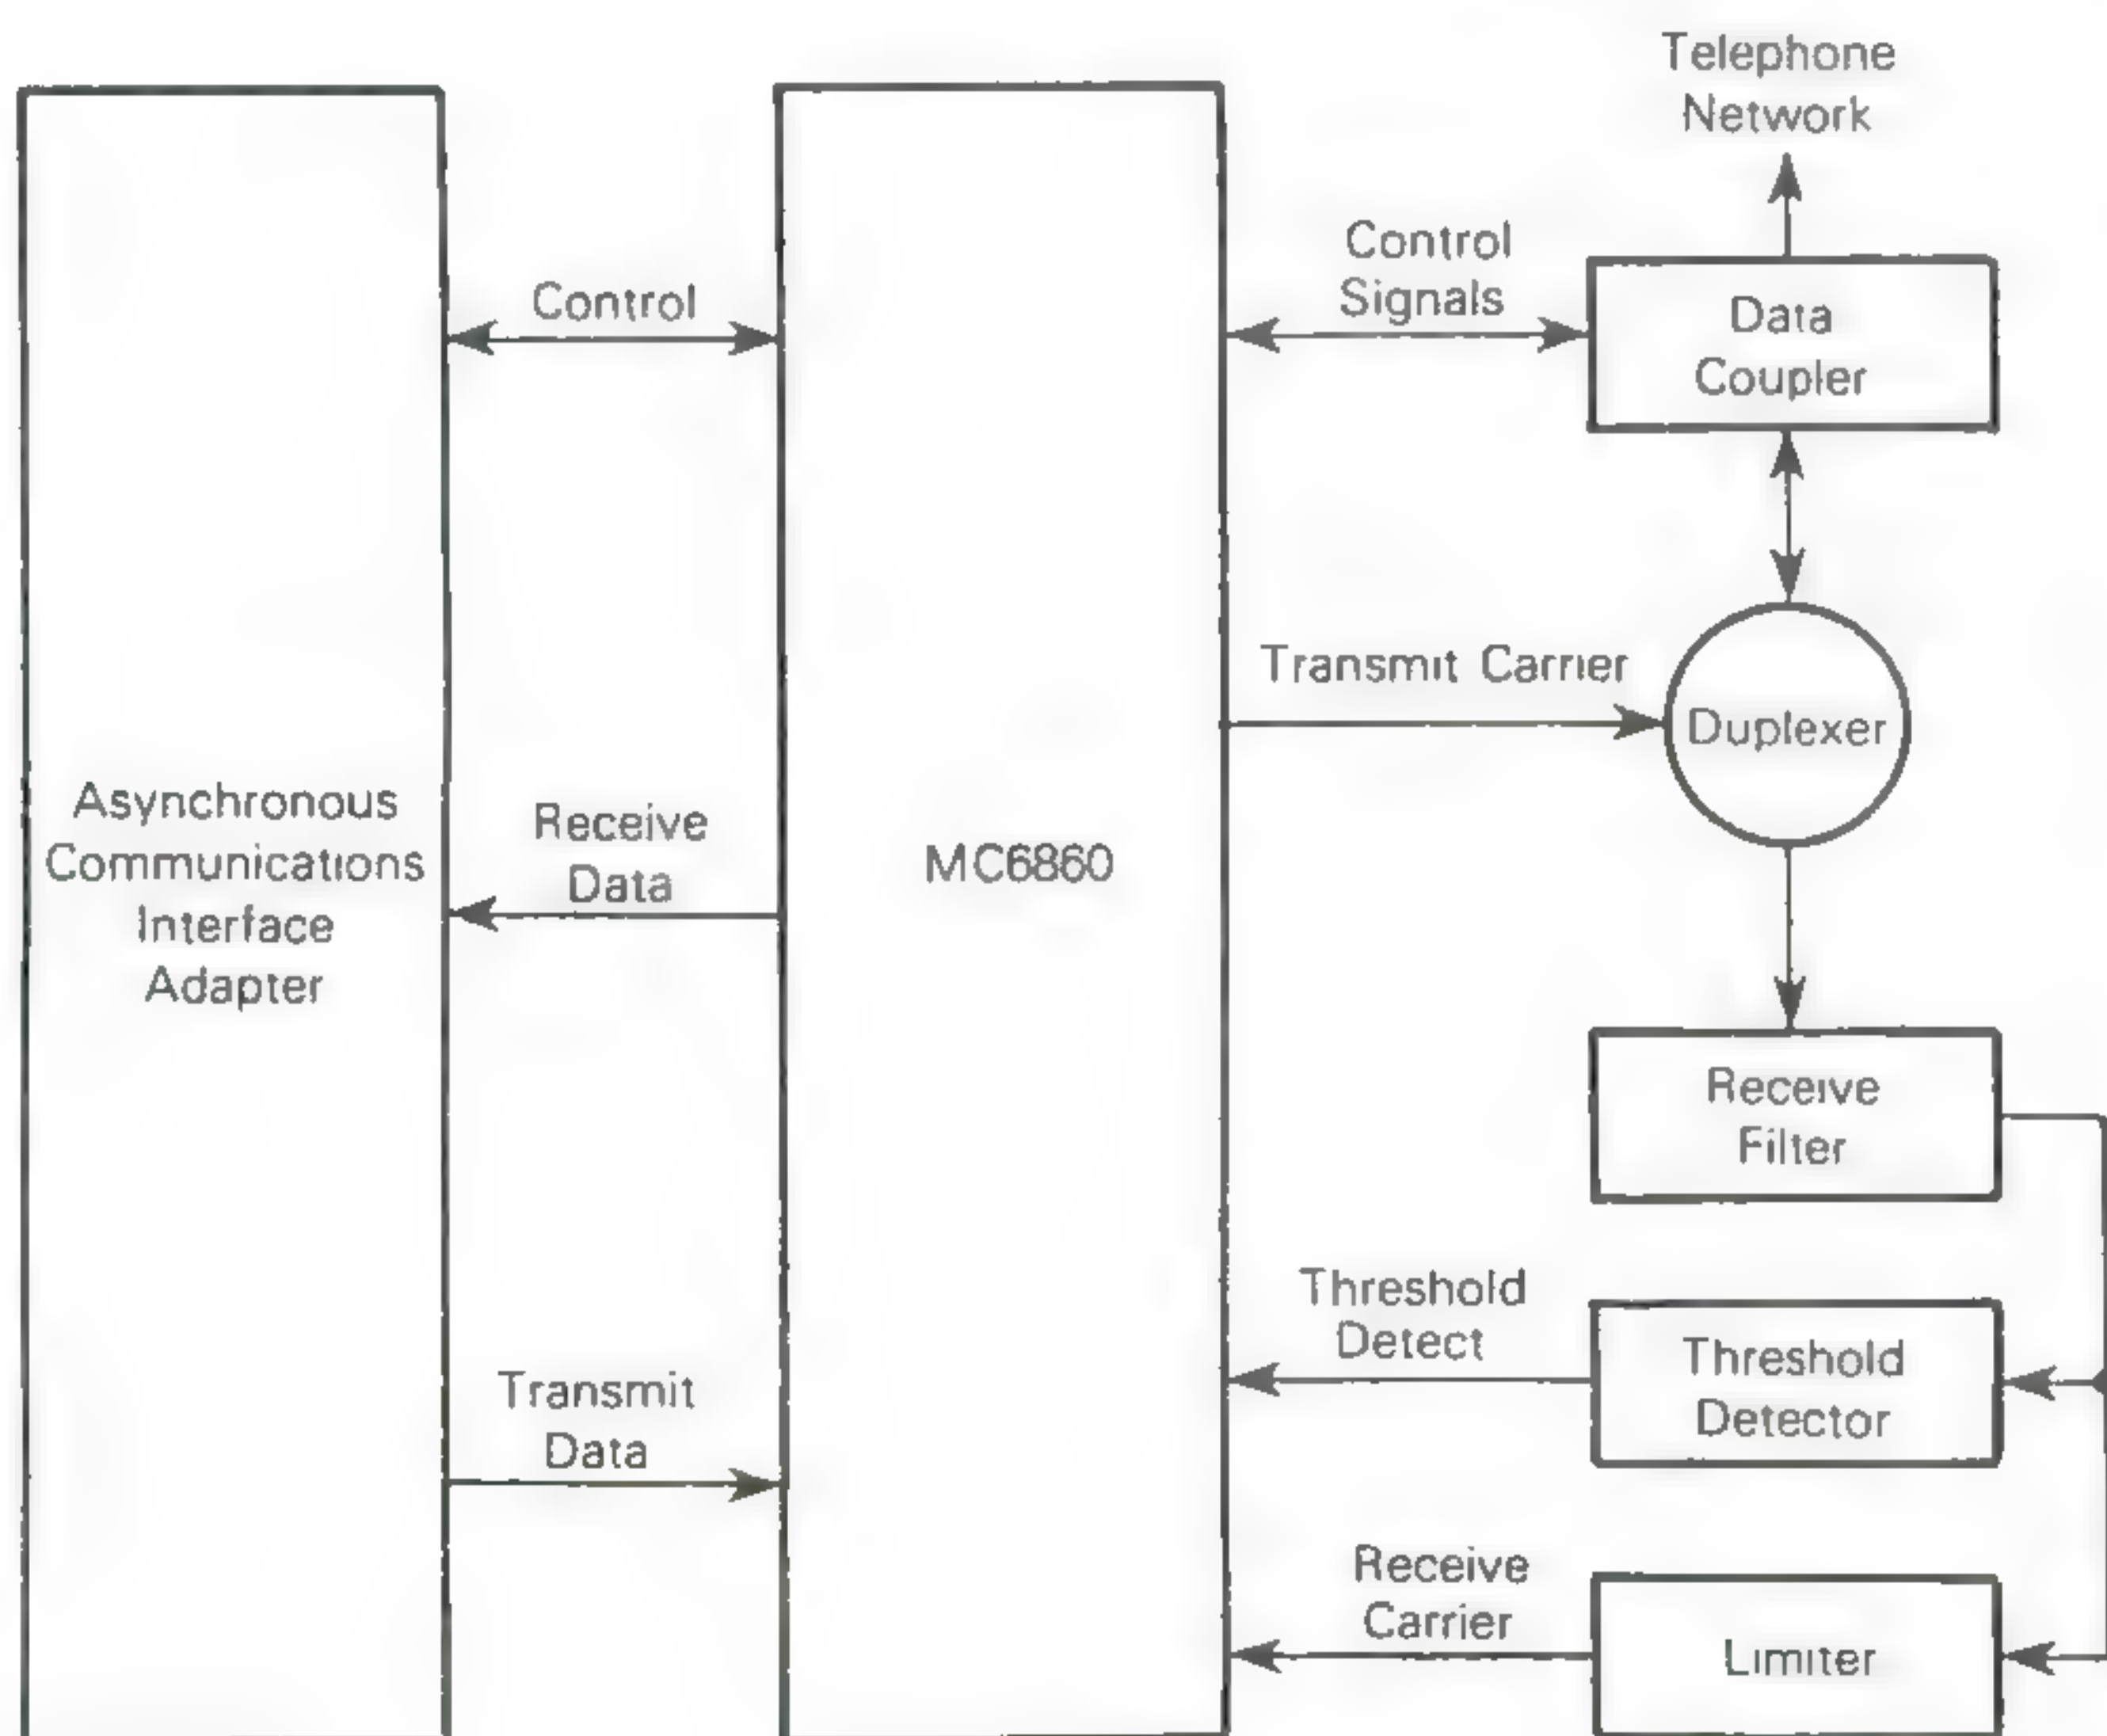 Telephone
Network
Control
Control
Signals
Data
Coupler
Transmit Carrier
Duplexer
Asynchronous
Communications
Interface
Adapter
Receive
Data
MC6860
Receive
Filter
Threshold
Detect
Threshold
Detector
Transmit
Data
Receive
Carrier
Limiter